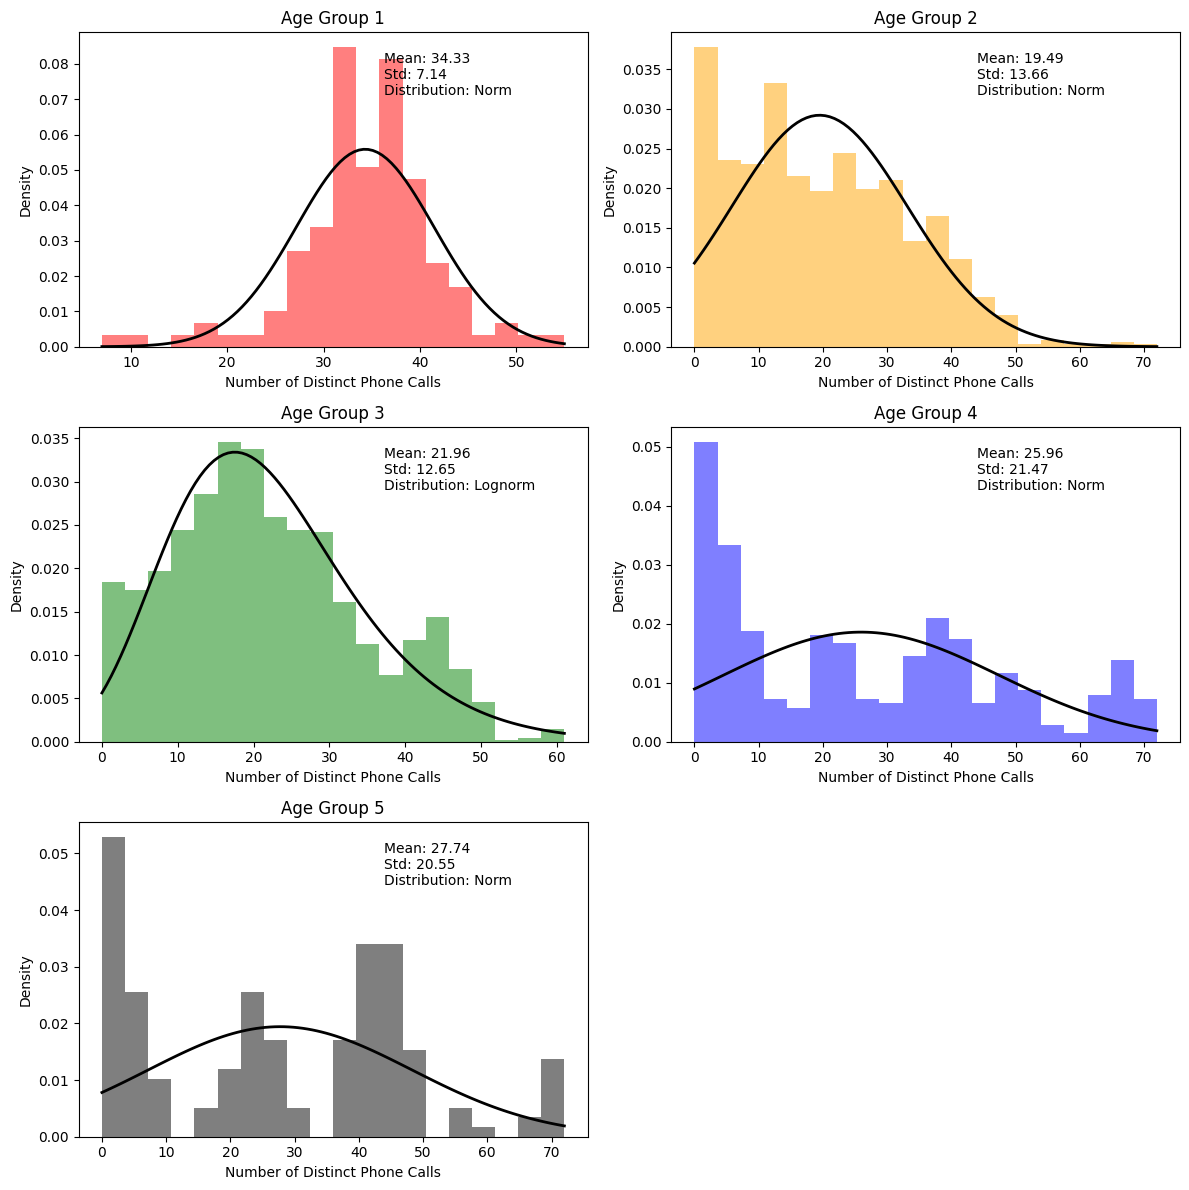 Age Group 1
Mean: 34.33
Std: 7.14
Distribution: Norm
Density
0.08
0.07
0.06
0.05
0.04
0.03
0.02
0.01
0.00
10 20 30 40 50
Number of Distinct Phone Calls
Age Group 2
Mean: 19.49
Std: 13.66
Distribution: Norm
Density
0.035
0.030
0.025
0.020
0.015
0.010
0.005
0.000
0 10 20 30 40 50 60 70
Number of Distinct Phone Calls
Age Group 3
Mean: 21.96
Std: 12.65
Distribution: Lognorm
Density
0.035
0.030
0.025
0.020
0.015
0.010
0.005
0.000
0 10 20 30 40 50 60
Number of Distinct Phone Calls
Age Group 4
Mean: 25.96
Std: 21.47
Distribution: Norm
Density
0.05
0.04
0.03
0.02
0.01
0.00
0 10 20 30 40 50 60 70
Number of Distinct Phone Calls
Age Group 5
Mean: 27.74
Std: 20.55
Distribution: Norm
Density
0.05
0.04
0.03
0.02
0.01
0.00
0 10 20 30 40 50 60 70
Number of Distinct Phone Calls